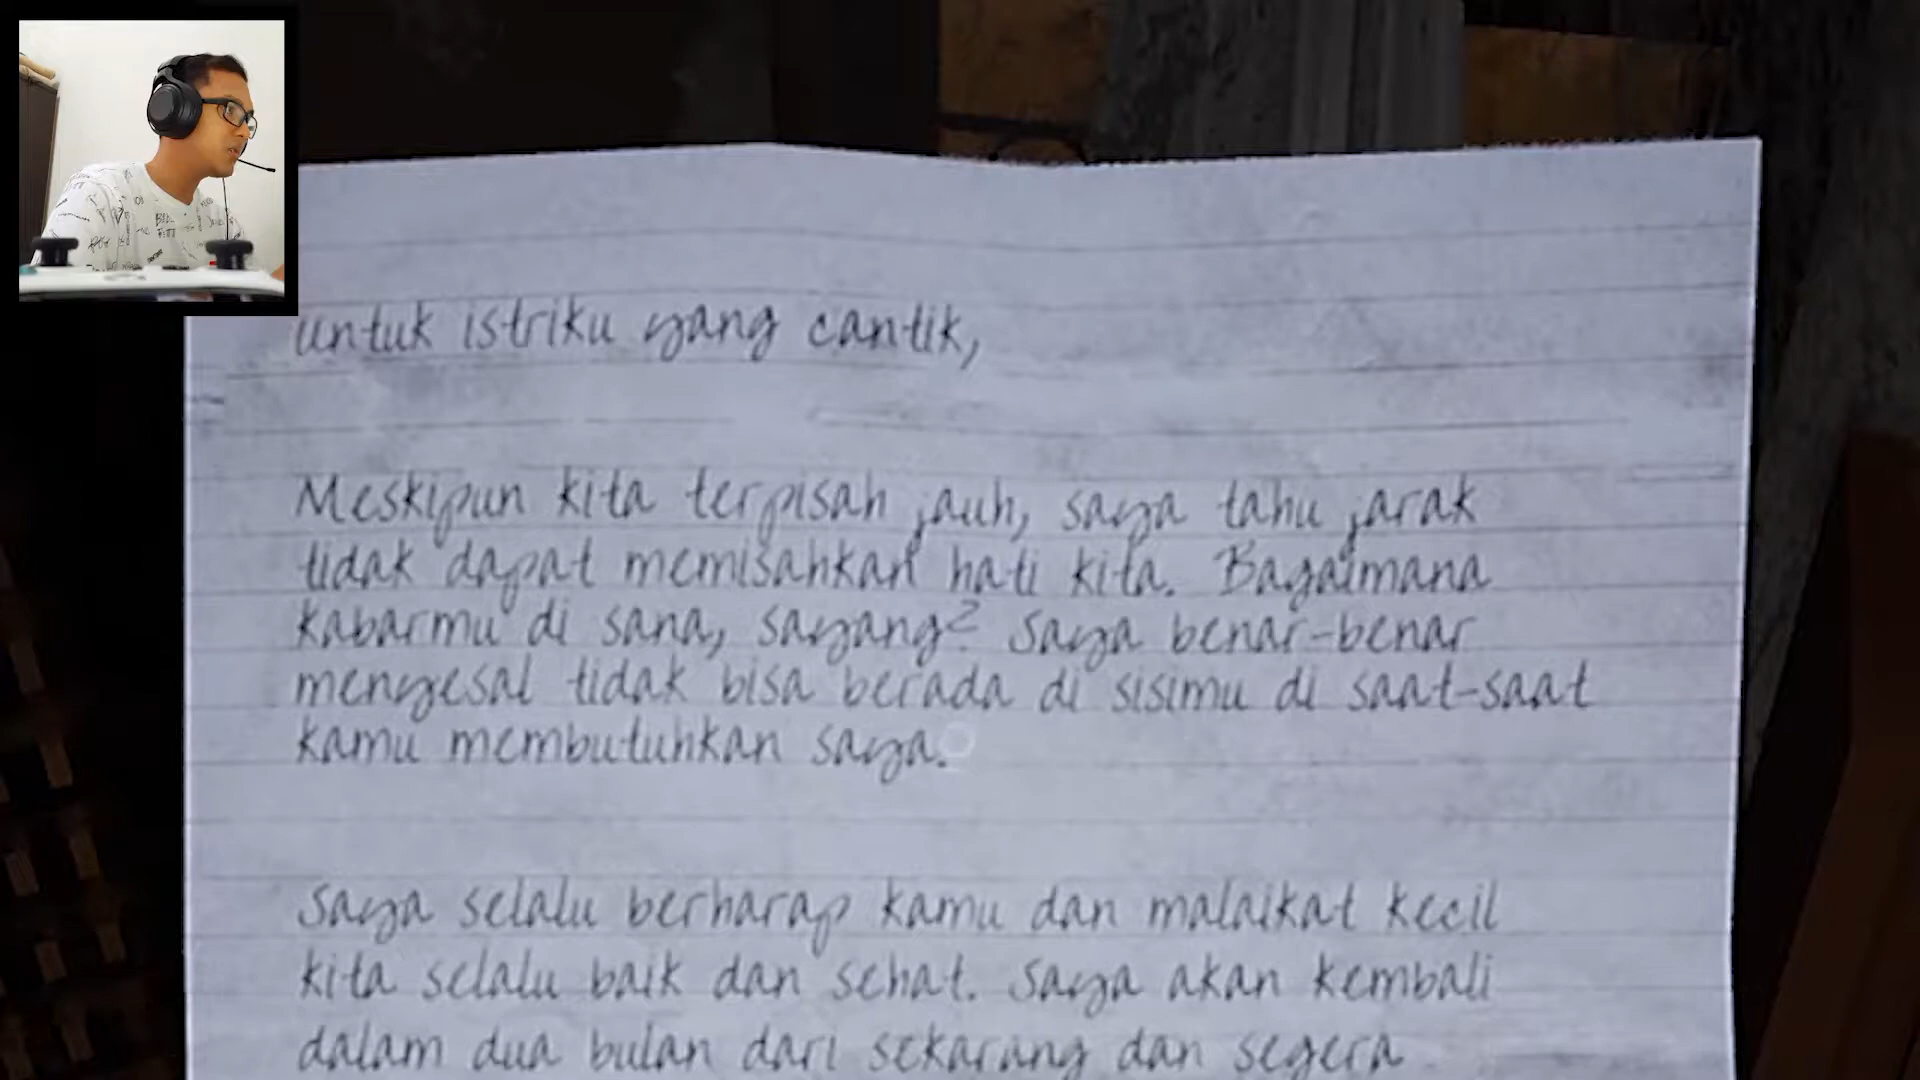 untuk istriku yang cantik,
Meskipun kita terpisah jauh, saya tahu jarak
tidak dapat memisahkan hati kita. Bagaimana
kabarmu di sana, sayang? Saya benar-benar
menyesal tidak bisa berada di sisimu di saat-saat
kamu membutuhkan saya.
Saya selalu berharap kamu dan malaikat kecil
kita selalu baik dan sehat. Saya akan kembali
dalam dua bulan dari sekarang dan segera